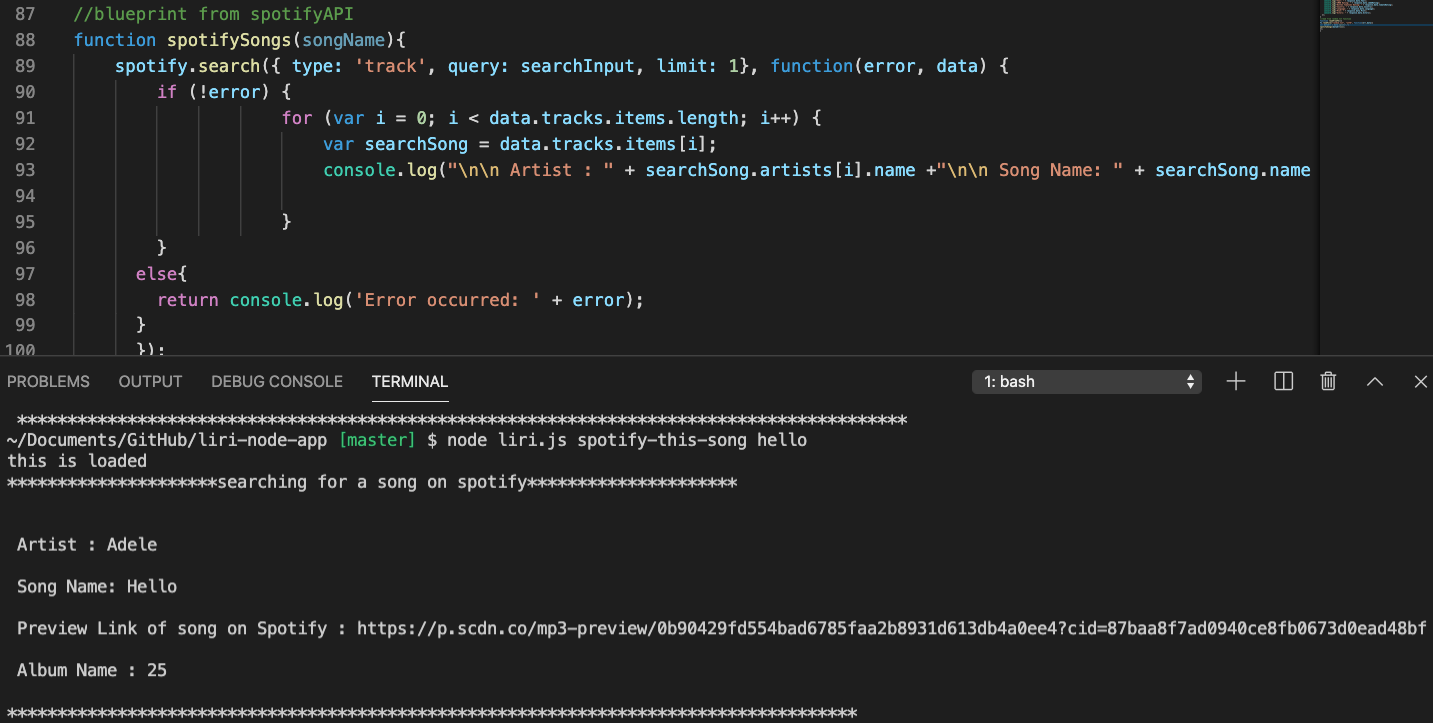 87 //blueprint from spotifyAPI
88 function spotifySongs(songName){
89 spotify.search({ type: 'track', query: searchInput, limit: 1}, function(error, data) {
90 if (!error) {
91 for (var i = 0; i < data.tracks.items.length; i++) {
92 var searchSong = data.tracks.items[i];
93 console.log("\n\n Artist : " + searchSong.artists[i].name +"\n\n Song Name: " + searchSong.name
94
95 }
96 }
97 else{
98 return console.log('Error occurred: ' + error);
99 }
100 });
PROBLEMS OUTPUT DEBUG CONSOLE TERMINAL 1: bash
*****************************************************************************************
~/Documents/GitHub/liri-node-app [master] $ node liri.js spotify-this-song hello
this is loaded
*********************searching for a song on spotify*********************
Artist : Adele
Song Name: Hello
Preview Link of song on Spotify : https://p.scdn.co/mp3-preview/0b90429fd554bad6785faa2b8931d613db4a0ee4?cid=87baa8f7ad0940ce8fb0673d0ead48bf
Album Name : 25
*************************************************************************************